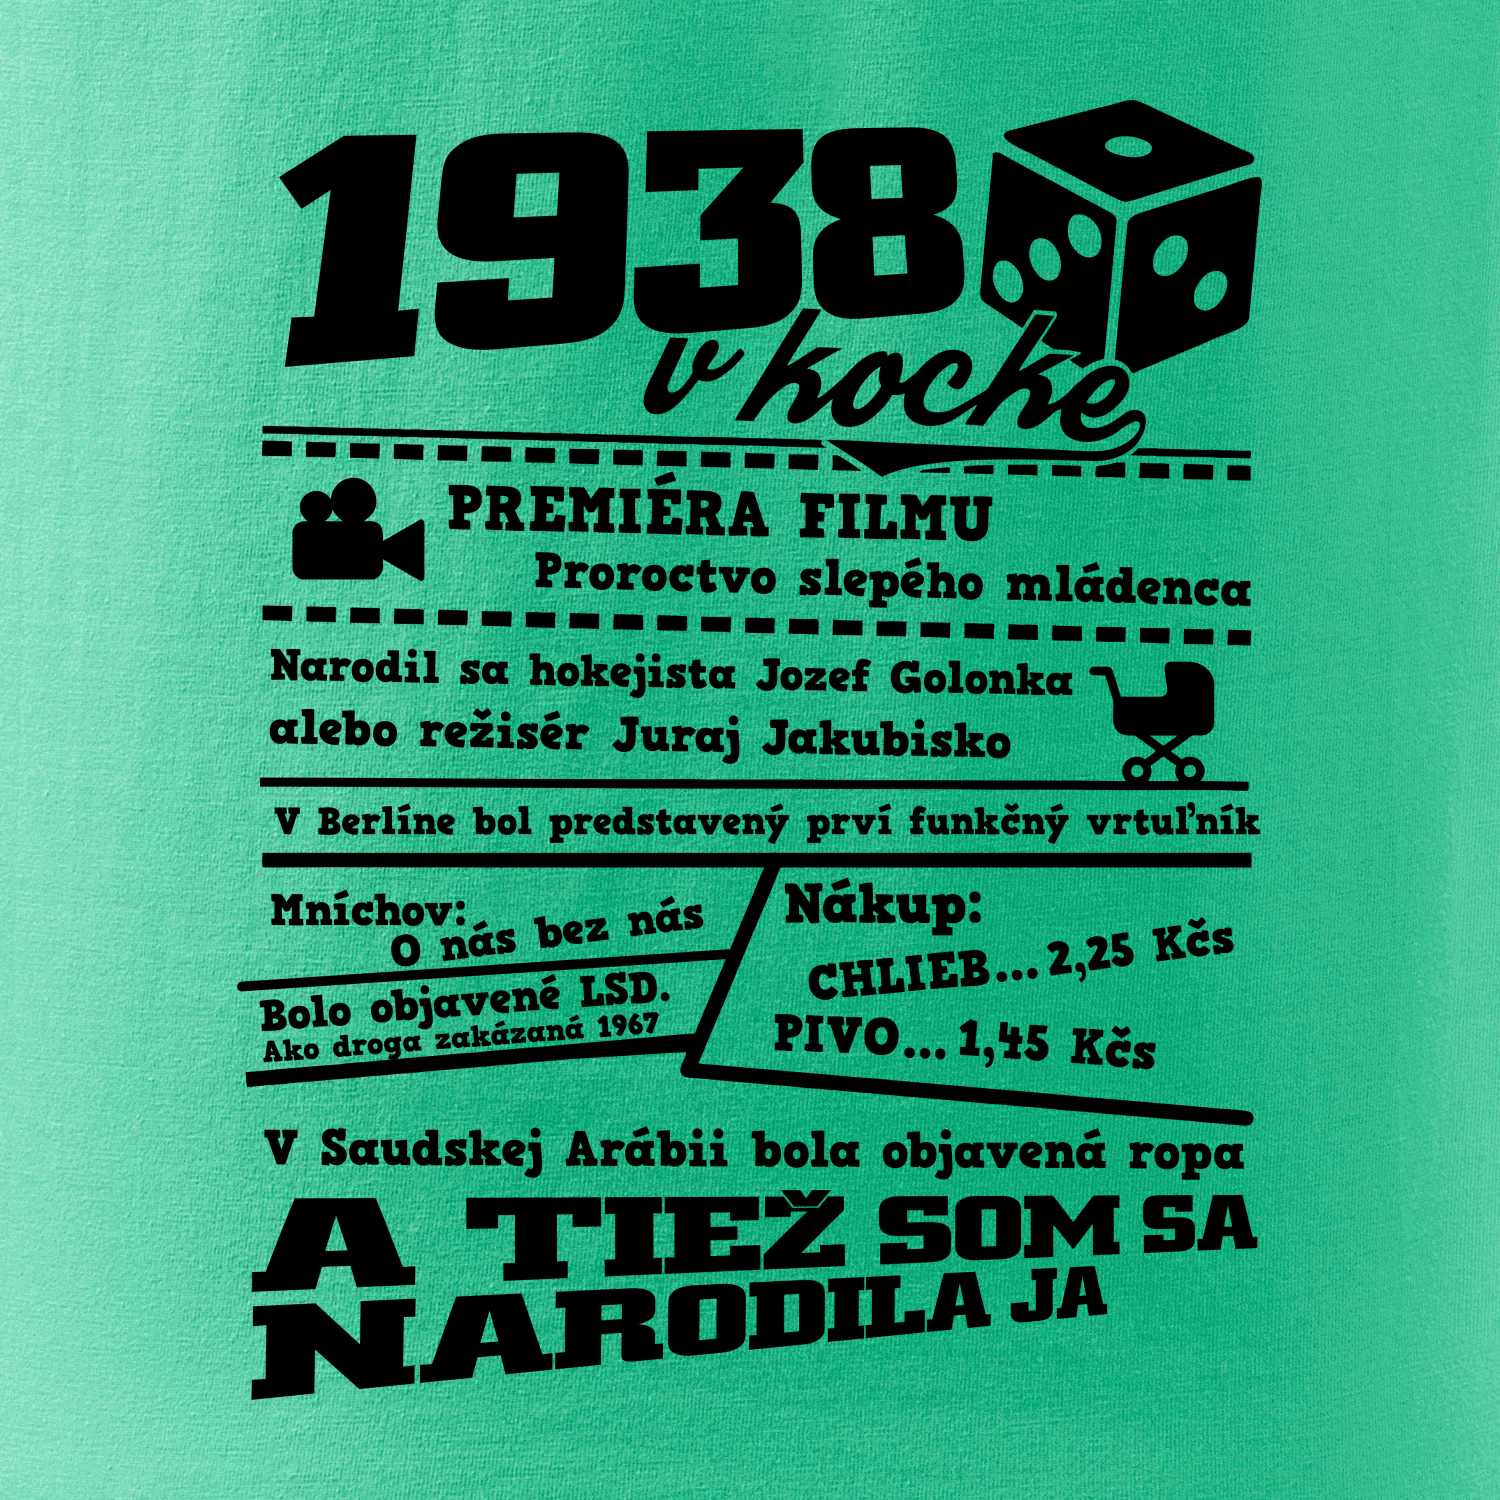 1938
v kocke
PREMIÉRA FILMU
Proroctvo slepého mládenca
Narodil sa hokejista Jozef Golonka
alebo režisér Juraj Jakubisko
V Berlíne bol predstavený prví funkčný vrtuľník
Mníchov:
O nás bez nás
Bolo objavené LSD.
Ako droga zakázaná 1967
Nákup:
CHLIEB...2,25 Kčs
PIVO...1,45 Kčs
V Saudskej Arábii bola objavená ropa
A TIEŽ SOM SA
NARODILA JA